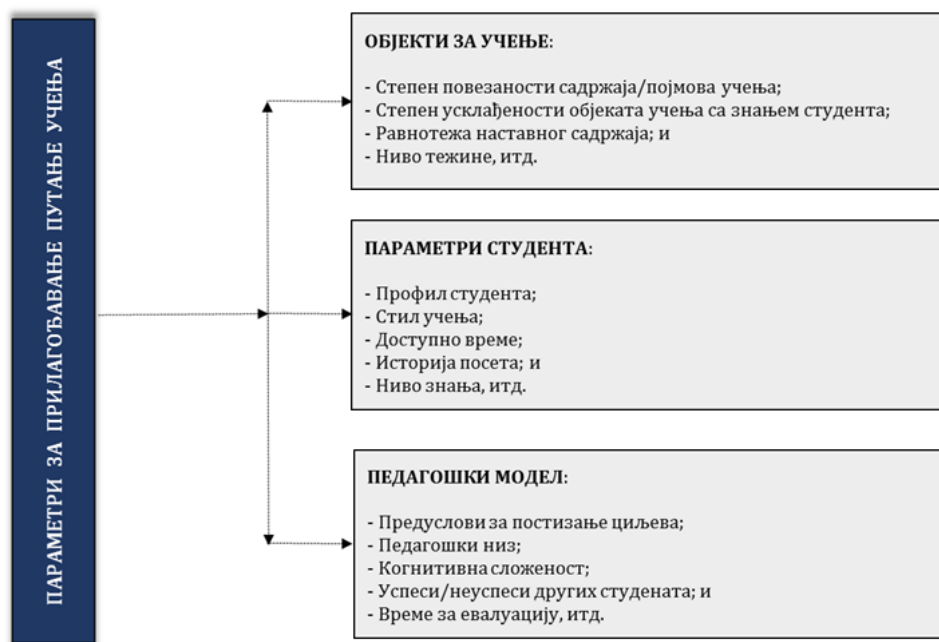 ПАРАМЕТРИ ЗА ПРИЛАГОЂАВАЊЕ ПУТАЊЕ УЧЕЊА
ОБЈЕКТИ ЗА УЧЕЊЕ:
- Степен повезаности садржаја/појмова учења;
- Степен усклађености објеката учења са знањем студента;
- Равнотежа наставног садржаја; и
- Ниво тежине, итд.
ПАРАМЕТРИ СТУДЕНТА:
- Профил студента;
- Стил учења;
- Доступно време;
- Историја посета; и
- Ниво знања, итд.
ПЕДАГОШКИ МОДЕЛ:
- Предуслови за постизање циљева;
- Педагошки низ;
- Когнитивна сложеност;
- Успеси/неуспеси других студената; и
- Време за евалуацију, итд.